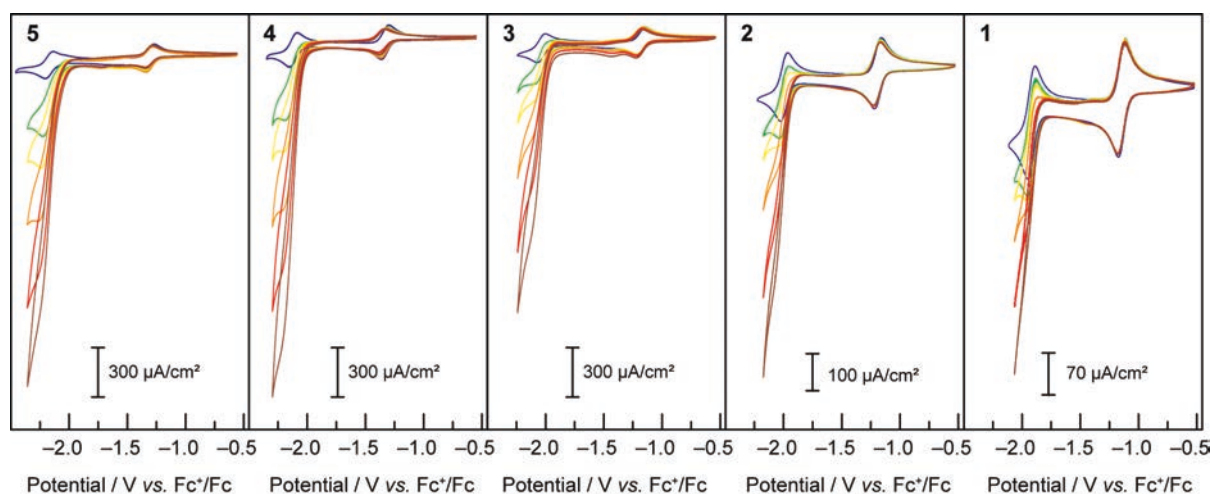 5 4 3 2 1
300 µA/cm² 300 µA/cm² 300 µA/cm² 100 µA/cm² 70 µA/cm²
–2.0 –1.5 –1.0 –0.5 –2.0 –1.5 –1.0 –0.5 –2.0 –1.5 –1.0 –0.5 –2.0 –1.5 –1.0 –0.5 –2.0 –1.5 –1.0 –0.5
Potential / V vs. Fc⁺/Fc Potential / V vs. Fc⁺/Fc Potential / V vs. Fc⁺/Fc Potential / V vs. Fc⁺/Fc Potential / V vs. Fc⁺/Fc